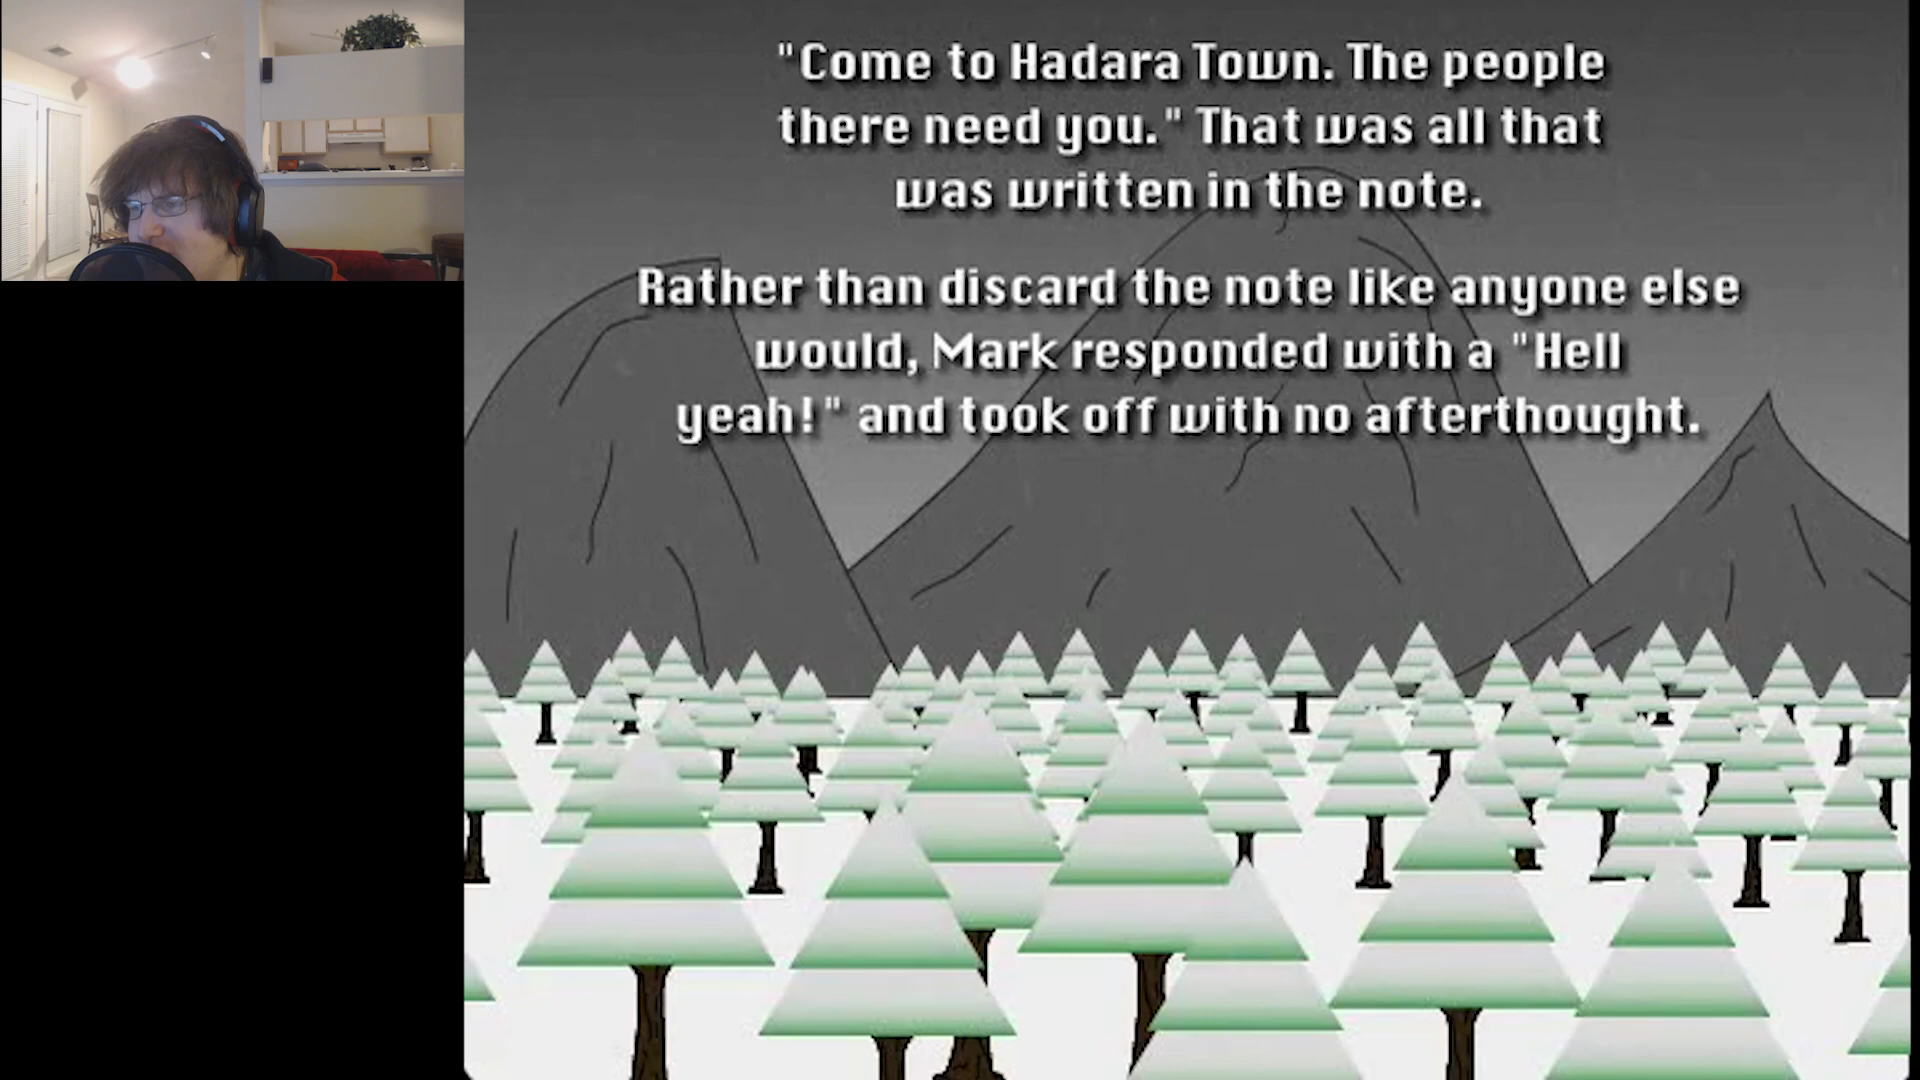 "Come to Hadara Town. The people
there need you." That was all that
was written in the note.
Rather than discard the note like anyone else
would, Mark responded with a "Hell
yeah!" and took off with no afterthought.